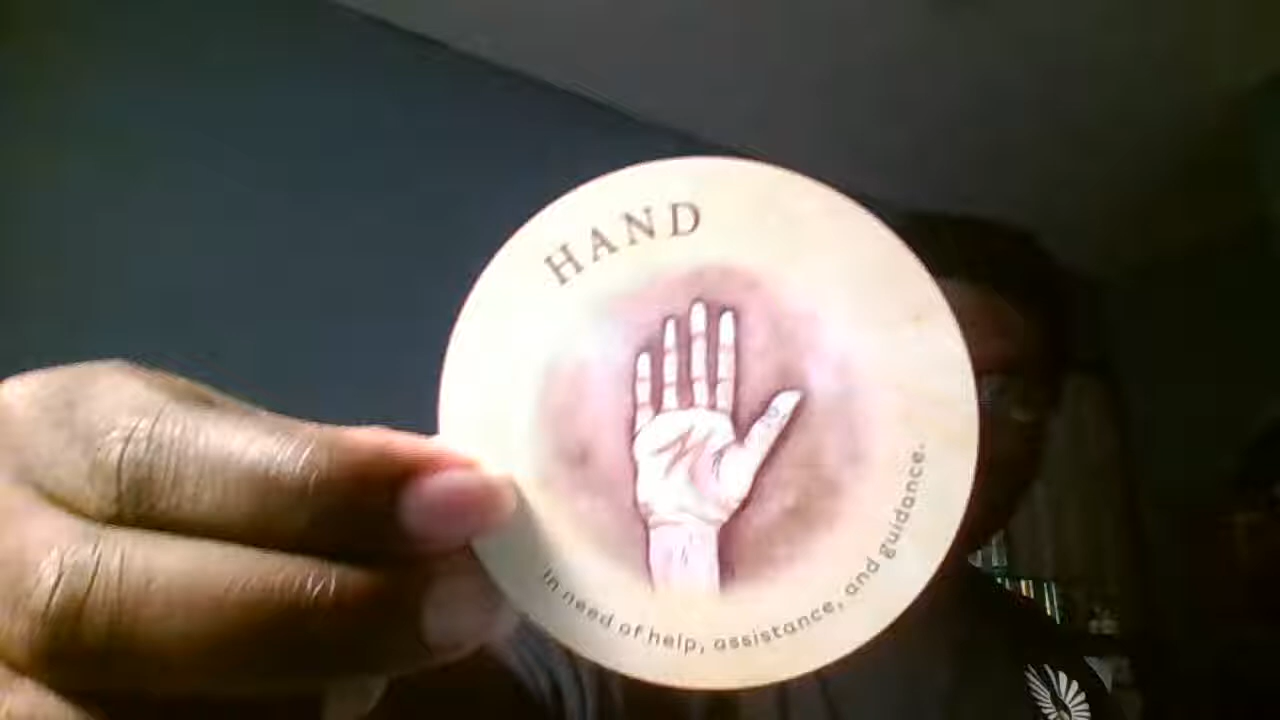 HAND
In need of help, assistance, and guidance.